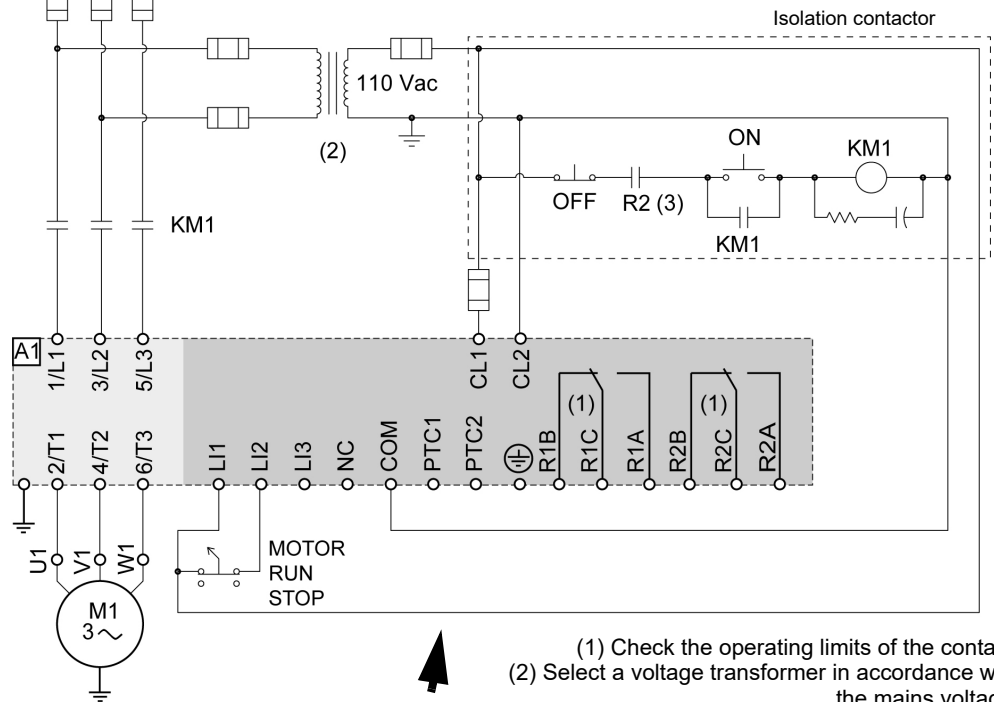 Isolation contactor
110 Vac
(2)
ON
KM1
OFF
R2 (3)
KM1
KM1
A1
1/L1
3/L2
5/L3
CL1
CL2
(1)
(1)
2/T1
4/T2
6/T3
LI1
LI2
LI3
NC
COM
PTC1
PTC2
R1B
R1C
R1A
R2B
R2C
R2A
U1
V1
W1
MOTOR
RUN
STOP
M1
3
(1) Check the operating limits of the
(2) Select a voltage transformer in accordance
the mains